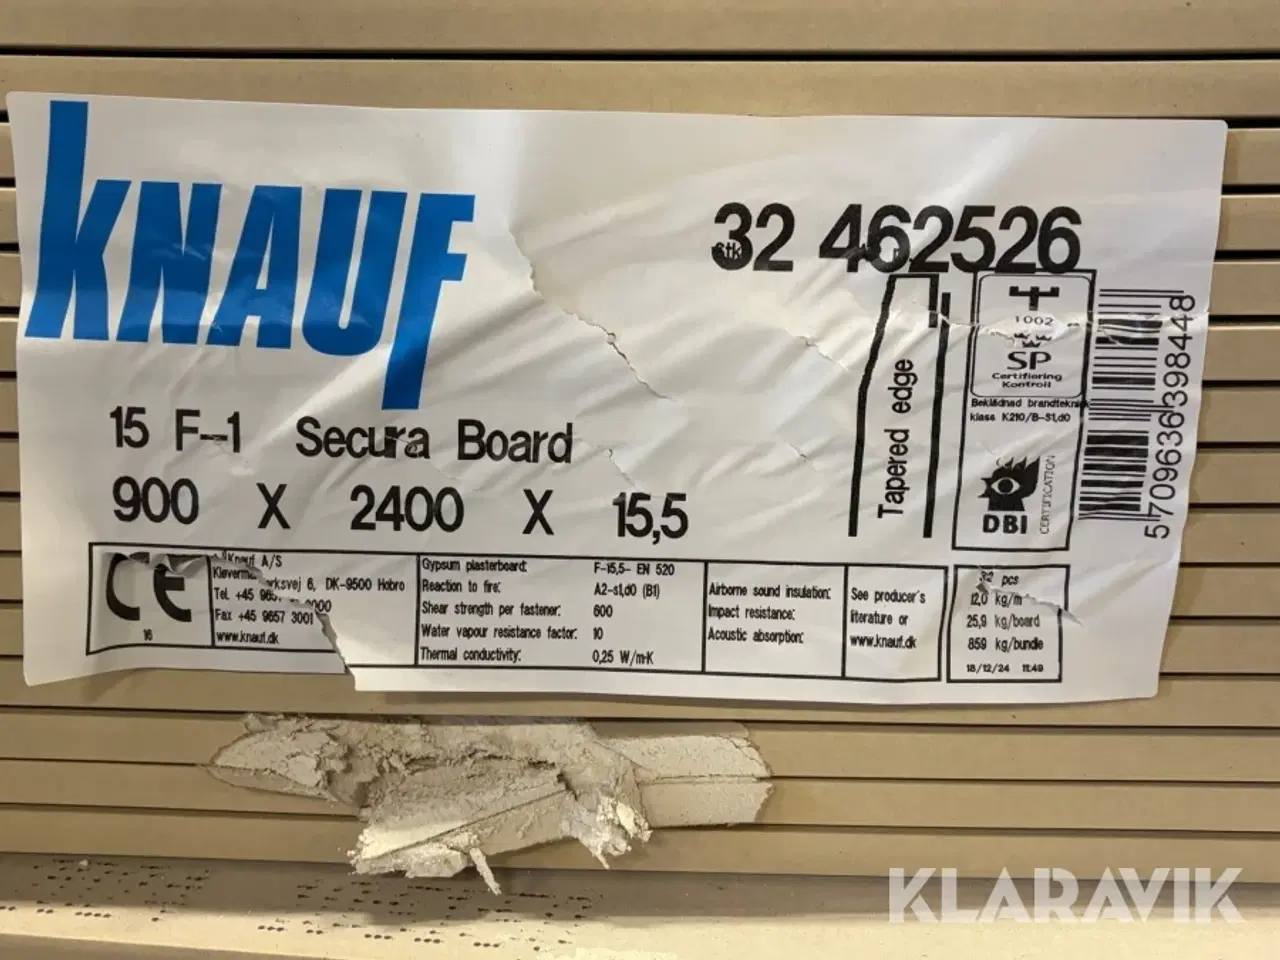 KNAUF
32 462526
Stk
15 F-1 Secura Board
900 X 2400 X 15,5
Tapered edge
1002
SP
Certifiering
Kontroll
Beklädnad brandteknisk
klass K210/B-S1,d0
DBI
CERTIFICATION
5709636398448
CE
16
Knauf A/S
6, DK-9500 Hobro
Tel. +45
Fax +45 9657 3001
www.knauf.dk
Gypsum plasterboard: F-15,5- EN 520
Reaction to fire: A2-s1,d0 (B1)
Shear strength per fastener: 600
Water vapour resistance factor: 10
Thermal conductivity: 0,25 W/m·K
Airborne sound insulation:
Impact resistance:
Acoustic absorption:
See producer's
literature or
www.knauf.dk
32 pcs
12,0 kg/m
25,9 kg/board
859 kg/bundle
18/12/24 11:49
KLARAVIK